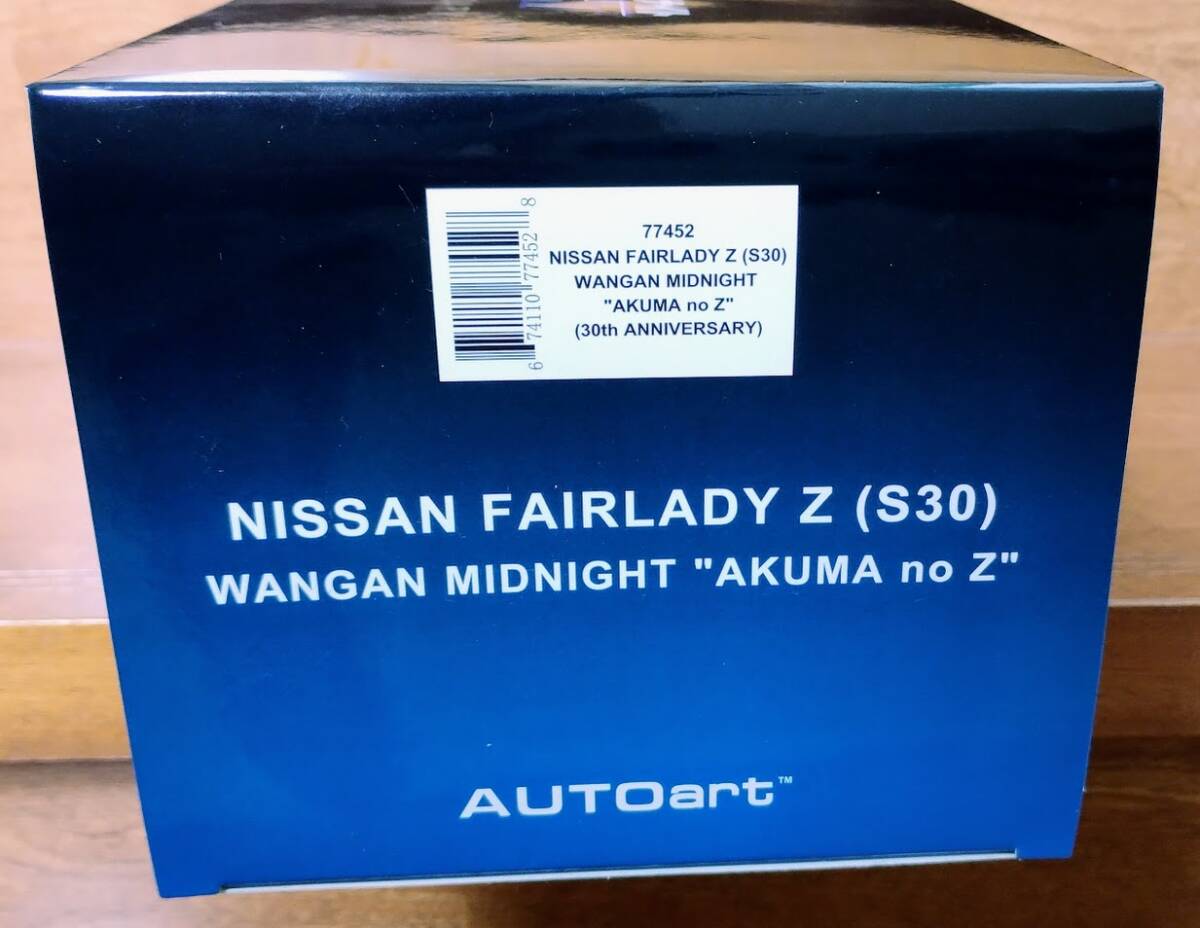 77452
NISSAN FAIRLADY Z (S30)
WANGAN MIDNIGHT
"AKUMA no Z"
(30th ANNIVERSARY)
6 74110 77452 8
NISSAN FAIRLADY Z (S30)
WANGAN MIDNIGHT "AKUMA no Z"
AUTOart™